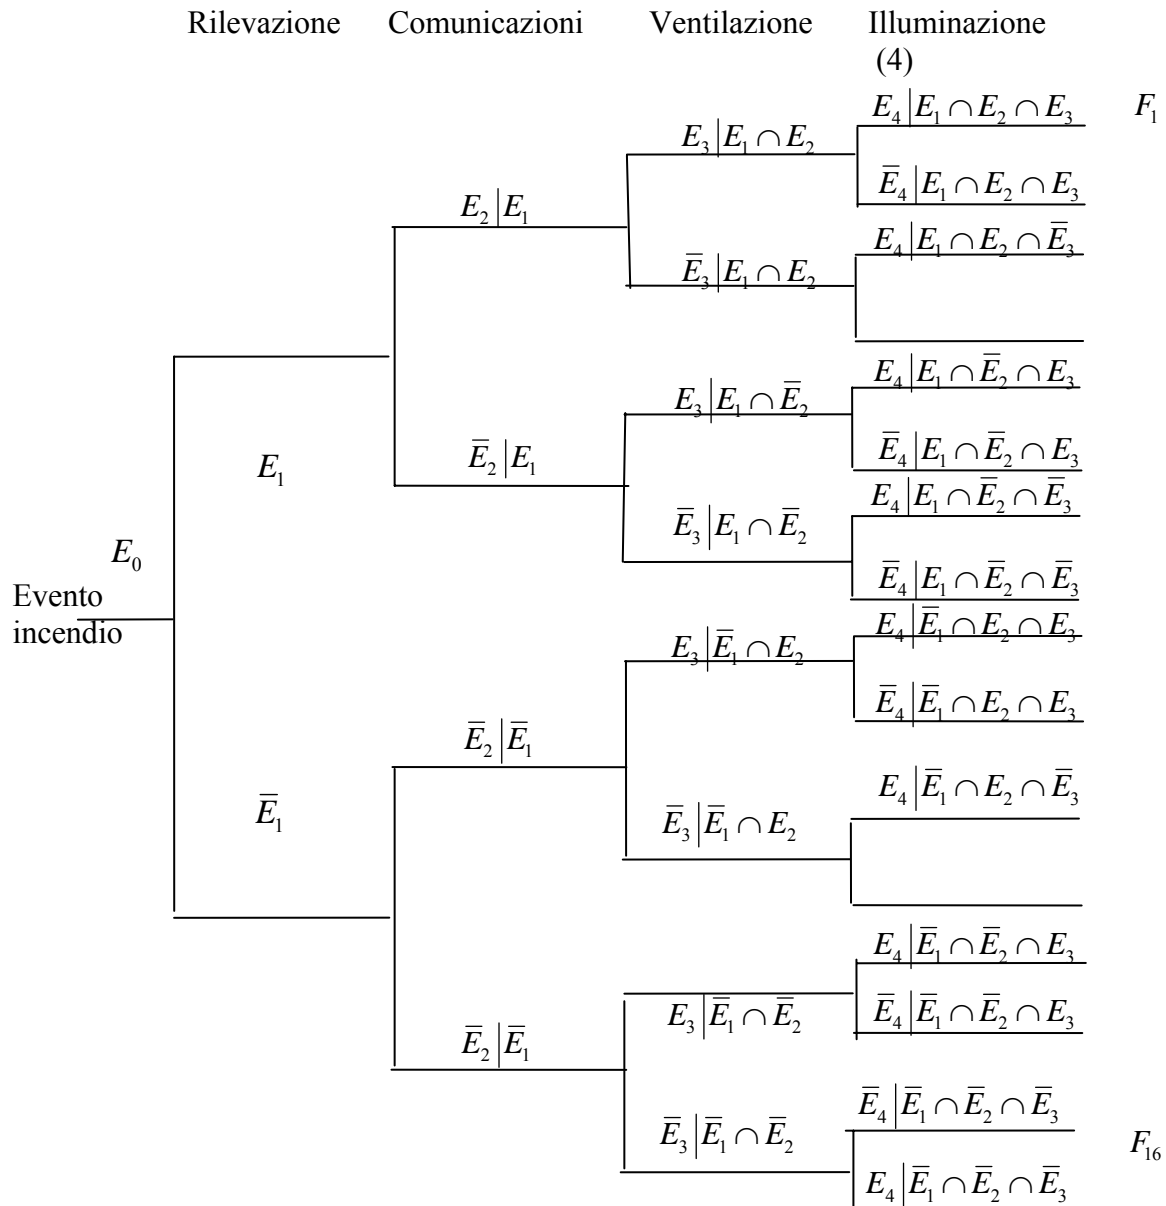 Rilevazione Comunicazioni Ventilazione Illuminazione
(4)
E₄|E₁ ∩ E₂ ∩ E₃ F₁
E₃|E₁ ∩ E₂
Ē₄|E₁ ∩ E₂ ∩ E₃
E₂|E₁
E₄|E₁ ∩ E₂ ∩ Ē₃
Ē₃|E₁ ∩ E₂
E₄|E₁ ∩ Ē₂ ∩ E₃
E₃|E₁ ∩ Ē₂
Ē₂|E₁
Ē₄|E₁ ∩ Ē₂ ∩ E₃
E₁
E₄|E₁ ∩ Ē₂ ∩ Ē₃
Ē₃|E₁ ∩ Ē₂
E₀
Ē₄|E₁ ∩ Ē₂ ∩ Ē₃
Evento
incendio
E₄|Ē₁ ∩ E₂ ∩ E₃
E₃|Ē₁ ∩ E₂
Ē₄|Ē₁ ∩ E₂ ∩ E₃
Ē₂|Ē₁
E₄|Ē₁ ∩ E₂ ∩ Ē₃
Ē₁
Ē₃|Ē₁ ∩ E₂
E₄|Ē₁ ∩ Ē₂ ∩ E₃
E₃|Ē₁ ∩ Ē₂
Ē₄|Ē₁ ∩ Ē₂ ∩ E₃
Ē₂|Ē₁
Ē₄|Ē₁ ∩ Ē₂ ∩ Ē₃
Ē₃|Ē₁ ∩ Ē₂
F₁₆
E₄|Ē₁ ∩ Ē₂ ∩ Ē₃